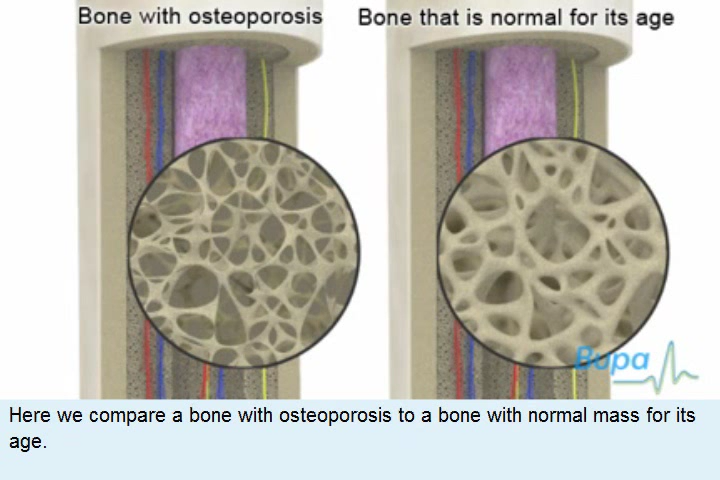 Bone with osteoporosis
Bone that is normal for its age
Bupa
Here we compare a bone with osteoporosis to a bone with normal mass for its
age.